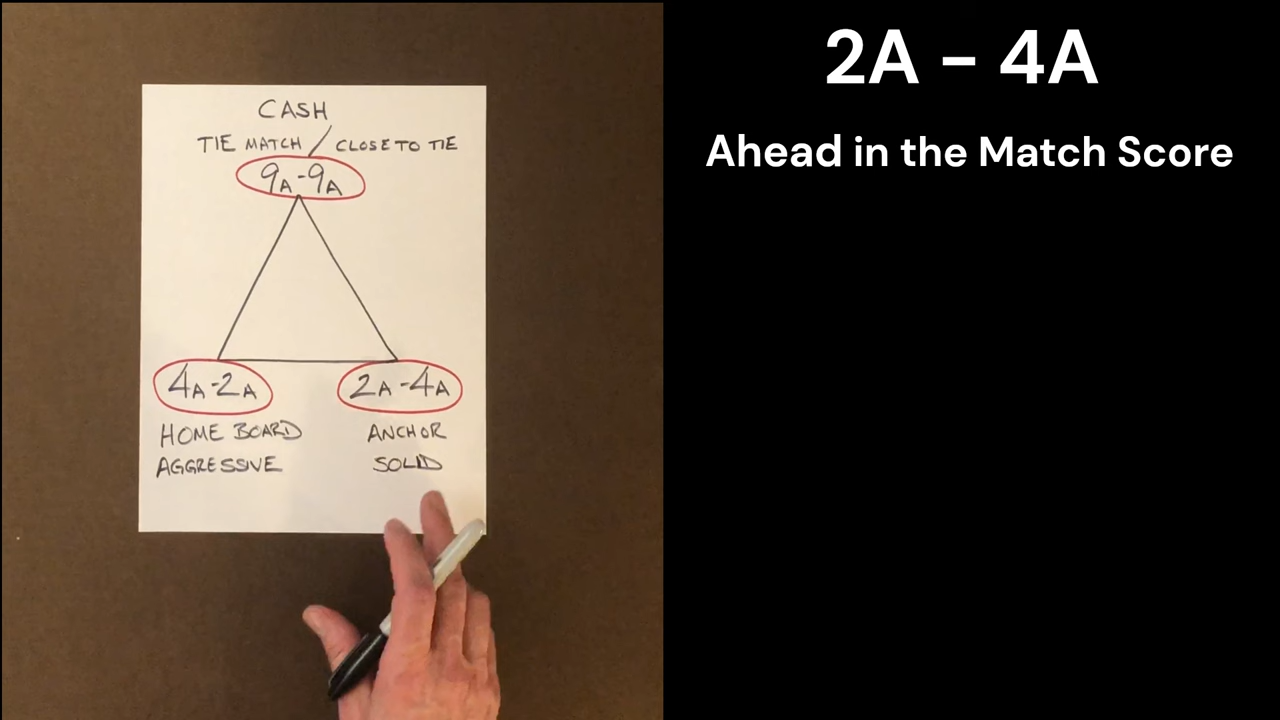 CASH
TIE MATCH / CLOSE TO TIE
9A-9A
4A-2A
2A-4A
HOME BOARD
AGGRESSIVE
ANCHOR
SOLID
2A - 4A
Ahead in the Match Score